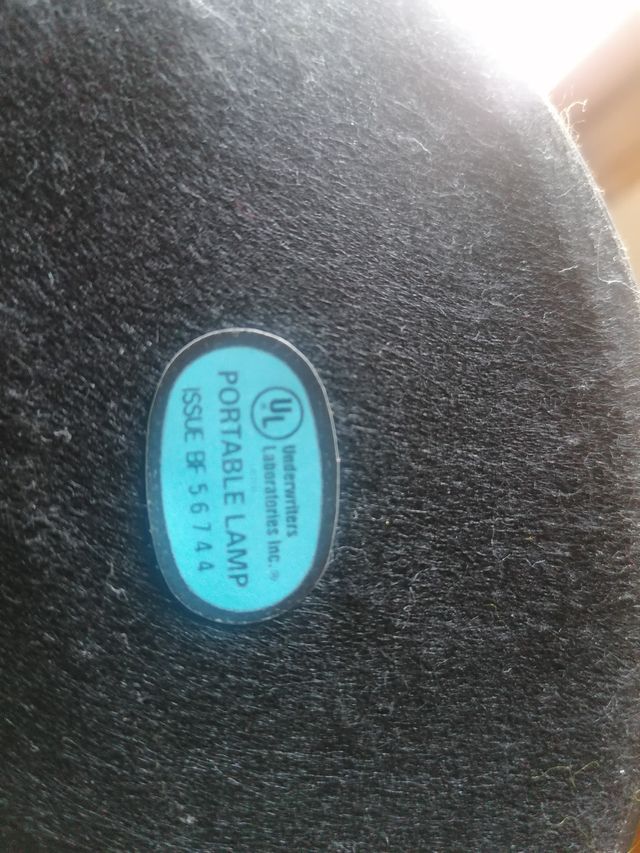 UL
Underwriters
Laboratories Inc.®
PORTABLE LAMP
ISSUE BF 56744